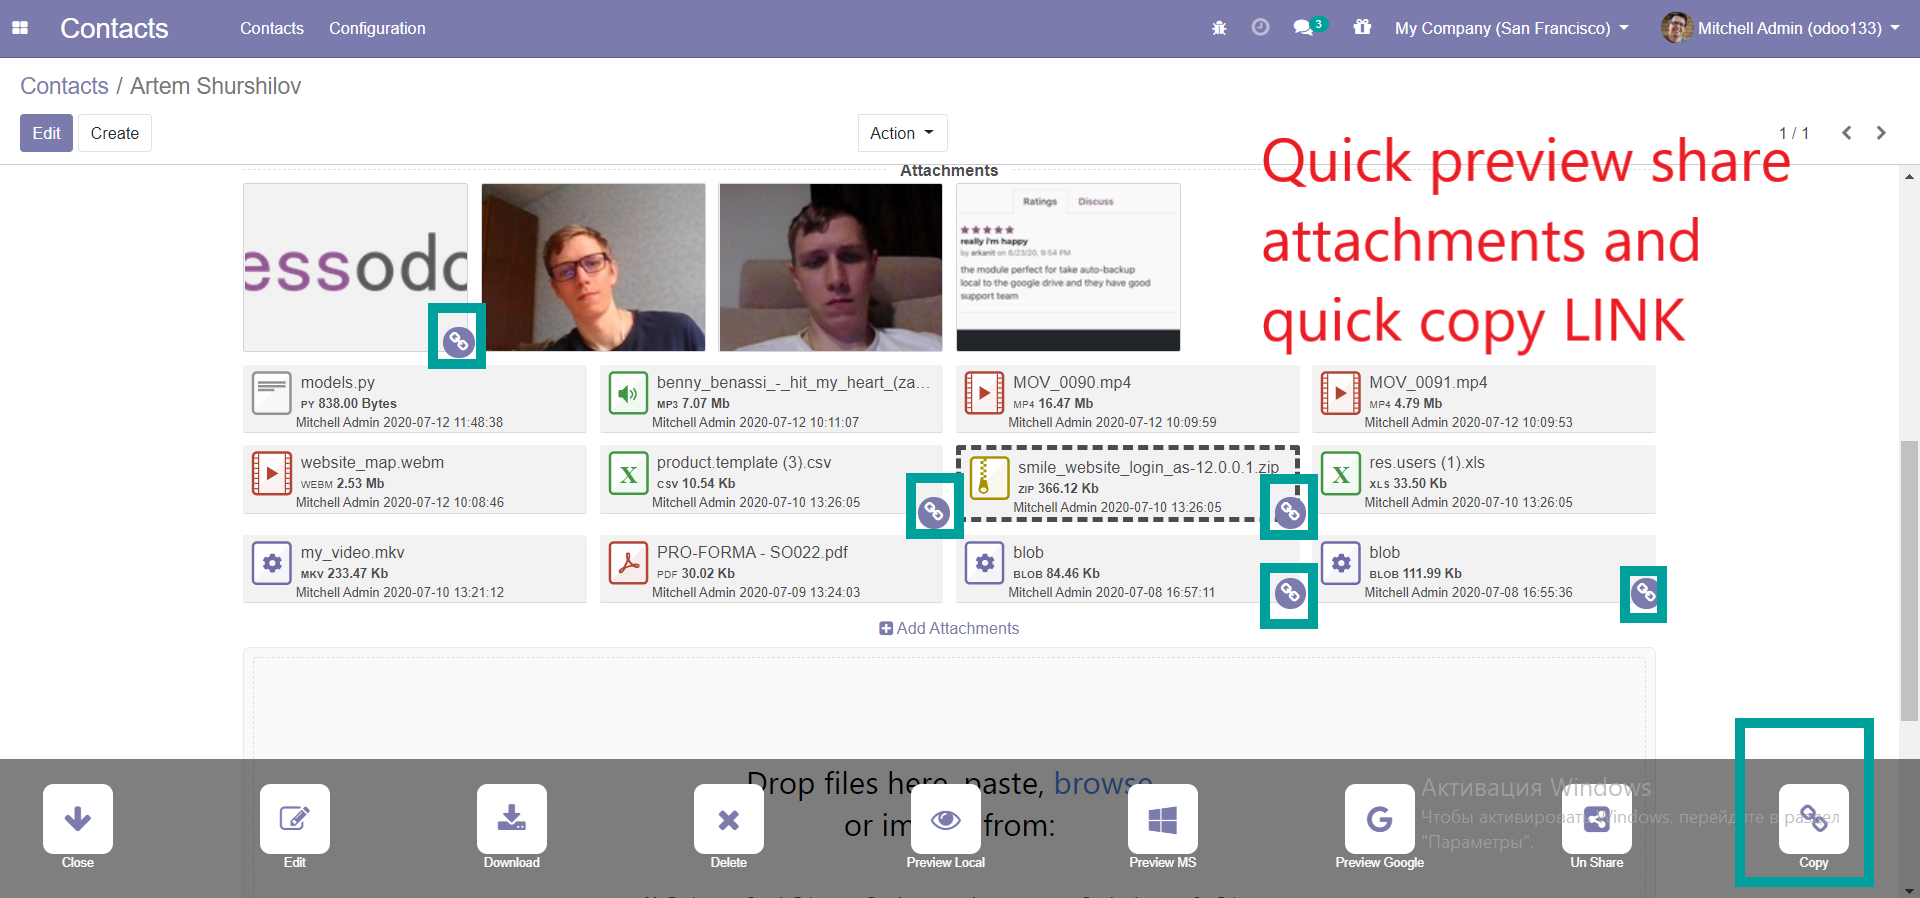 Contacts
Contacts
Configuration
3
My Company (San Francisco)
Mitchell Admin (odoo133)
Contacts / Artem Shurshilov
Edit
Create
Action
1 / 1
Quick preview share
attachments and
quick copy LINK
Attachments
essodo
Ratings
Discuss
really i'm happy
by arkanit on 6/23/20, 9:54 PM
the module perfect for take auto-backup
local to the google drive and they have good
support team
models.py
PY 838.00 Bytes
Mitchell Admin 2020-07-12 11:48:38
benny_benassi_-_hit_my_heart_(za...
MP3 7.07 Mb
Mitchell Admin 2020-07-12 10:11:07
MOV_0090.mp4
MP4 16.47 Mb
Mitchell Admin 2020-07-12 10:09:59
MOV_0091.mp4
MP4 4.79 Mb
Mitchell Admin 2020-07-12 10:09:53
website_map.webm
WEBM 2.53 Mb
Mitchell Admin 2020-07-12 10:08:46
product.template (3).csv
CSV 10.54 Kb
Mitchell Admin 2020-07-10 13:26:05
smile_website_login_as-12.0.0.1.zip
ZIP 366.12 Kb
Mitchell Admin 2020-07-10 13:26:05
res.users (1).xls
XLS 33.50 Kb
Mitchell Admin 2020-07-10 13:26:05
my_video.mkv
MKV 233.47 Kb
Mitchell Admin 2020-07-10 13:21:12
PRO-FORMA - SO022.pdf
PDF 30.02 Kb
Mitchell Admin 2020-07-09 13:24:03
blob
BLOB 84.46 Kb
Mitchell Admin 2020-07-08 16:57:11
blob
BLOB 111.99 Kb
Mitchell Admin 2020-07-08 16:55:36
Add Attachments
Drop files here, paste, browse
or im from:
Активация Windows
Чтобы активировать Windows, перейдите в раздел
"Параметры".
Close
Edit
Download
Delete
Preview Local
Preview MS
Preview Google
Un Share
Copy